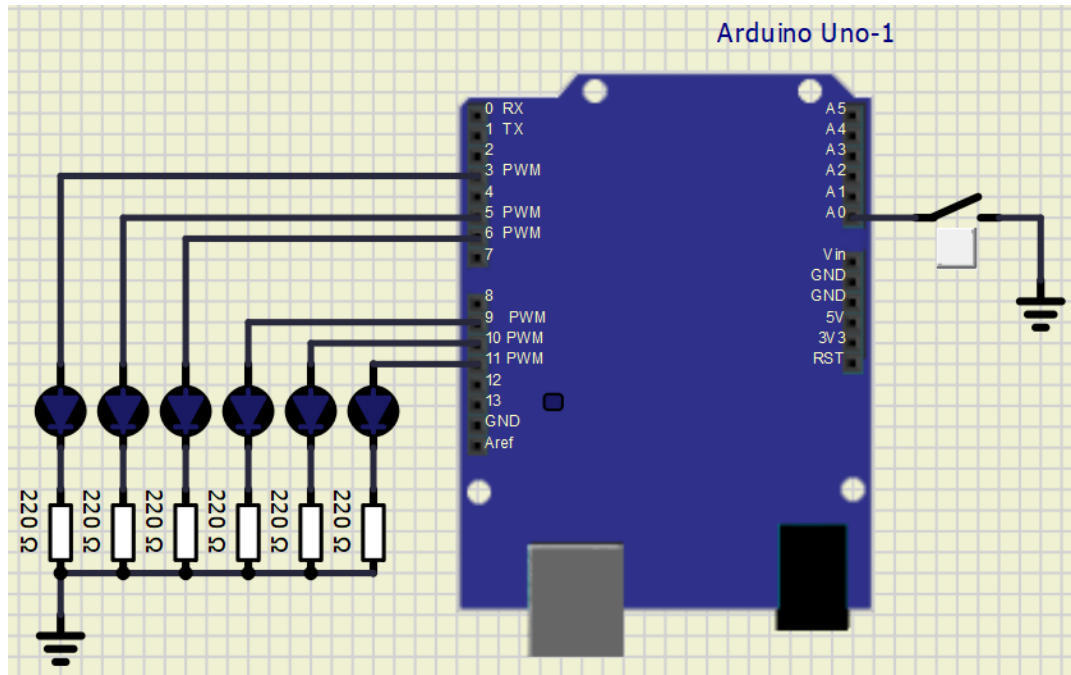 Arduino Uno-1
0 RX
1 TX
2
3 PWM
4
5 PWM
6 PWM
7
8
9 PWM
10 PWM
11 PWM
12
13
GND
Aref
A5
A4
A3
A2
A1
A0
Vin
GND
GND
5V
3V3
RST
220 Ω
220 Ω
220 Ω
220 Ω
220 Ω
220 Ω